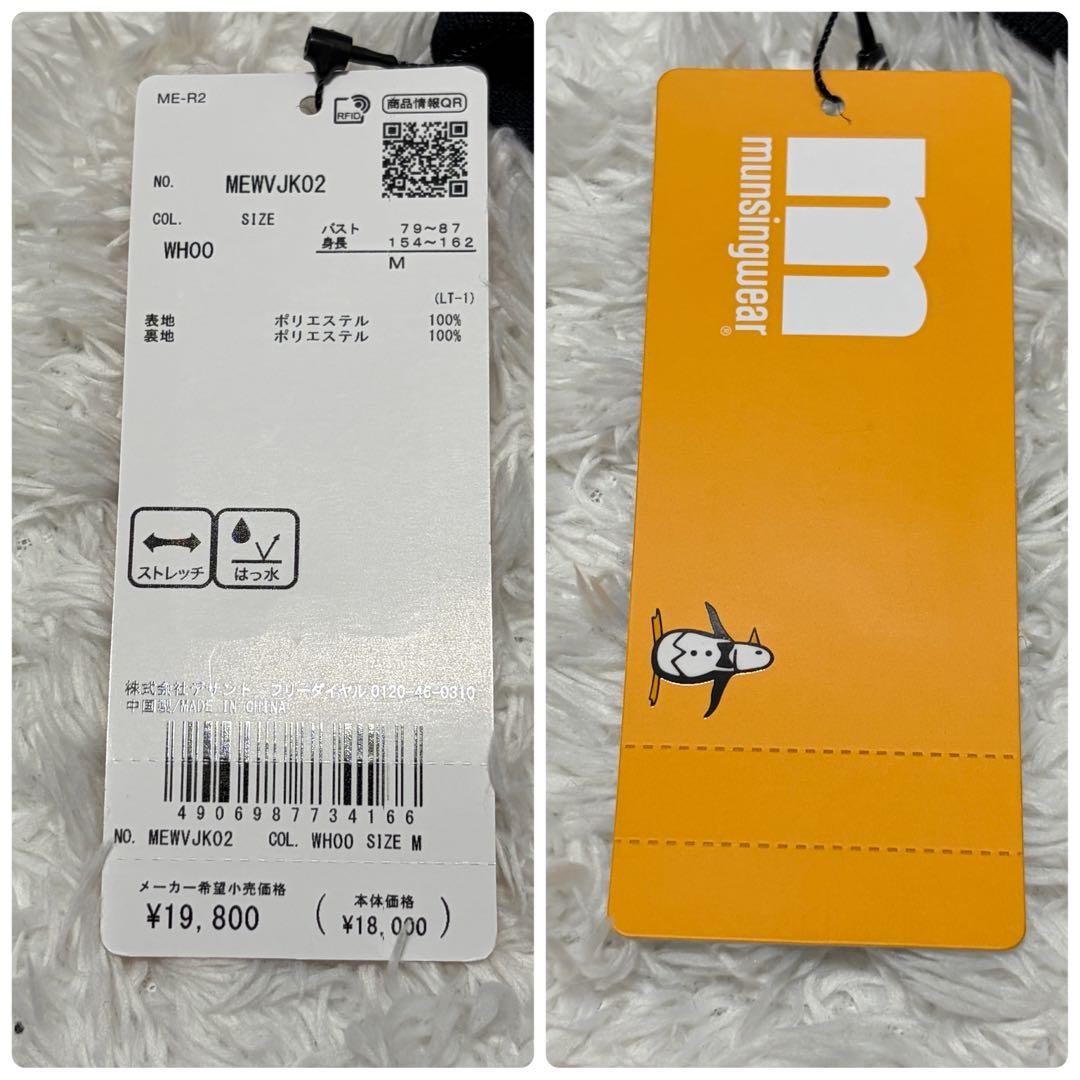 ME-R2
RFID
商品情報QR
NO. MEWVJK02
COL. SIZE
WH00
バスト 79〜87
身長 154〜162
M
(LT-1)
表地 ポリエステル 100%
裏地 ポリエステル 100%
ストレッチ
はっ水
株式会社デサント フリーダイヤル 0120-46-0310
中国製/MADE IN CHINA
4906987734166
NO. MEWVJK02 COL. WH00 SIZE M
メーカー希望小売価格
¥19,800
(本体価格
¥18,000)
m
munsingwear®